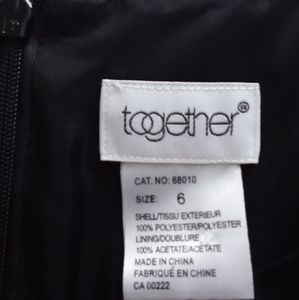 together®
CAT. NO: 68010
SIZE: 6
SHELL/TISSU EXTERIEUR
100% POLYESTER/POLYESTER
LINING/DOUBLURE
100% ACETATE/ACÉTATE
MADE IN CHINA
FABRIQUÉ EN CHINE
CA 00222